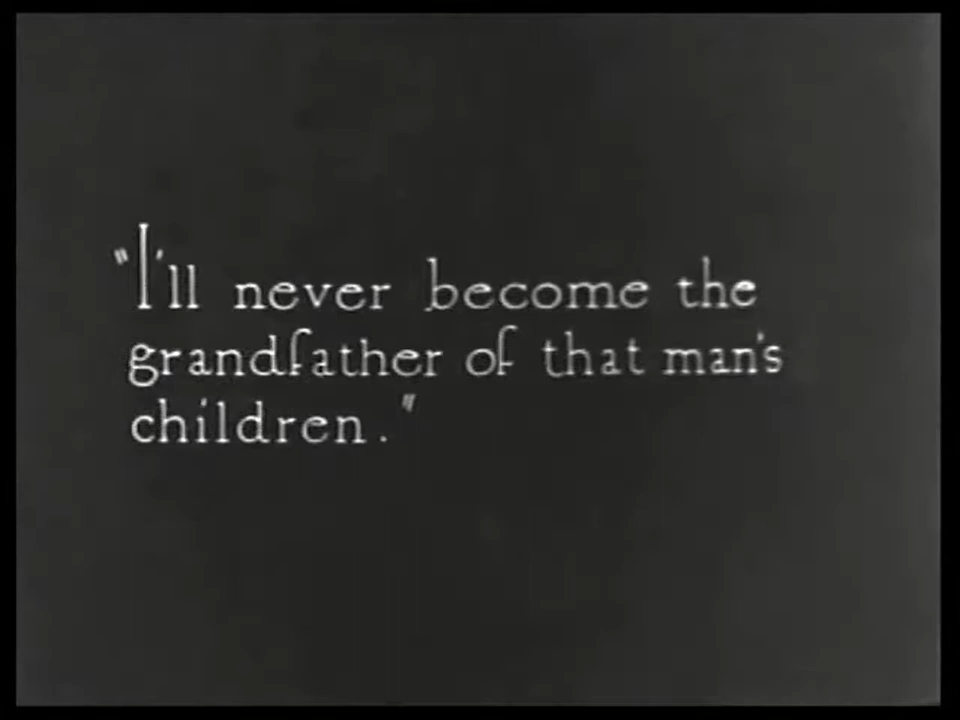 "I'll never become the
grandfather of that man's
children."